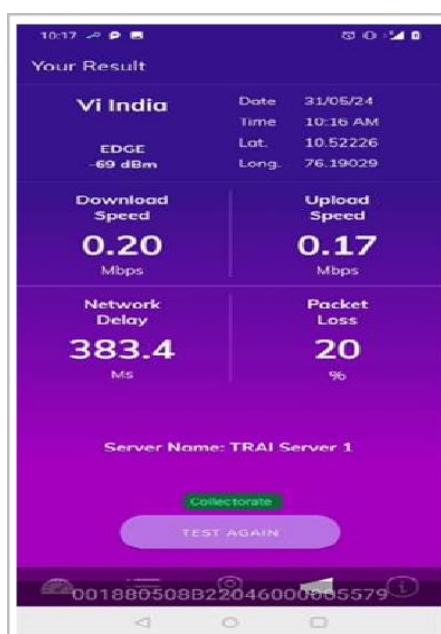 10:17
Your Result
Vi India
EDGE
-69 dBm
Date 31/05/24
Time 10:16 AM
Lat. 10.52226
Long. 76.19029
Download
Speed
0.20
Mbps
Upload
Speed
0.17
Mbps
Network
Delay
383.4
Ms
Packet
Loss
20
%
Server Name: TRAI Server 1
Collectorate
TEST AGAIN